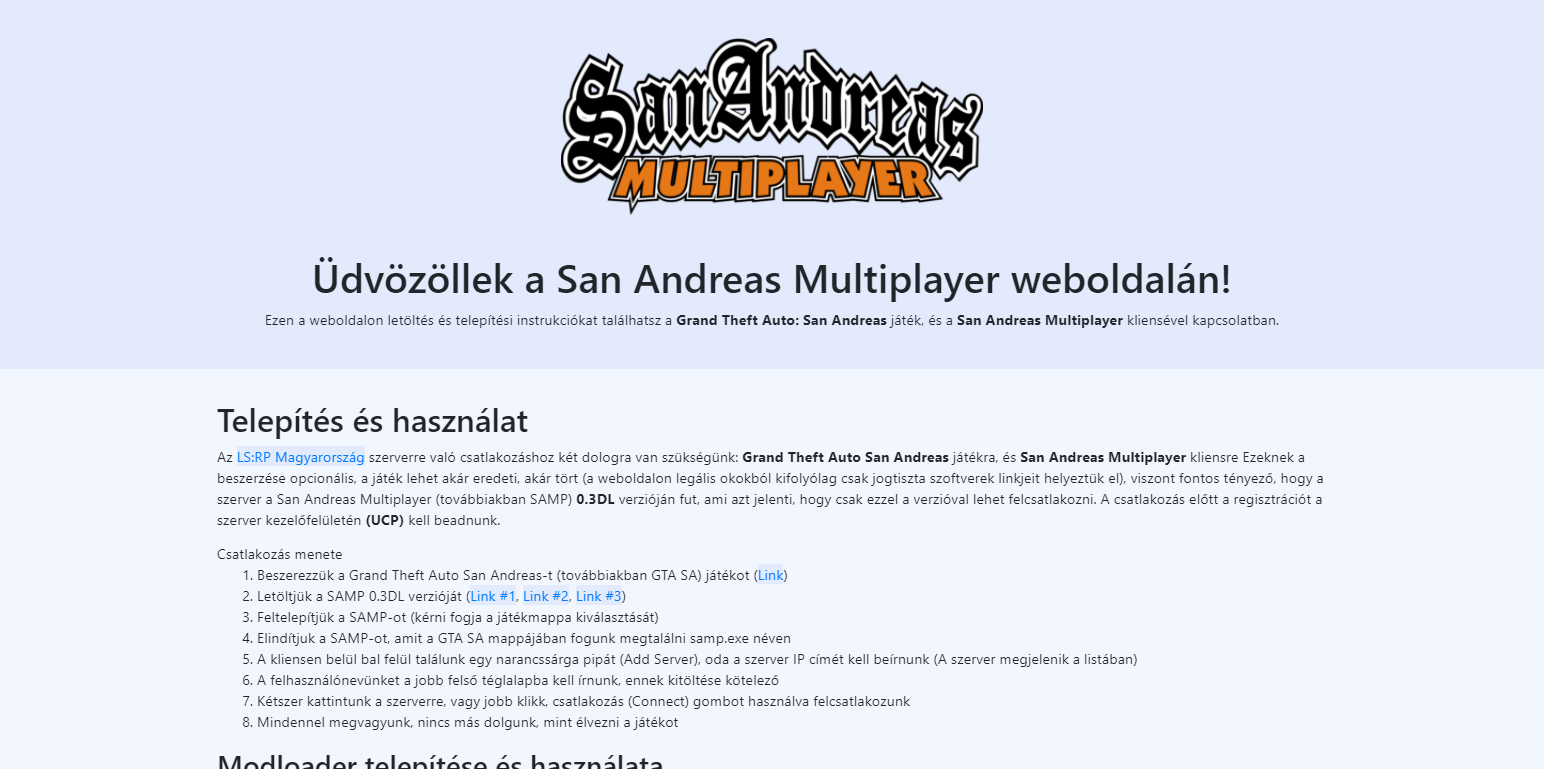 San Andreas
MULTIPLAYER
Üdvözöllek a San Andreas Multiplayer weboldalán!
Ezen a weboldalon letöltés és telepítési instrukciókat találhatsz a Grand Theft Auto: San Andreas játék, és a San Andreas Multiplayer kliensével kapcsolatban.
Telepítés és használat
Az LS:RP Magyarország szerverre való csatlakozáshoz két dologra van szükségünk: Grand Theft Auto San Andreas játékra, és San Andreas Multiplayer kliensre Ezeknek a
beszerzése opcionális, a játék lehet akár eredeti, akár tört (a weboldalon legális okokból kifolyólag csak jogtiszta szoftverek linkjeit helyeztük el), viszont fontos tényező, hogy a
szerver a San Andreas Multiplayer (továbbiakban SAMP) 0.3DL verzióján fut, ami azt jelenti, hogy csak ezzel a verzióval lehet felcsatlakozni. A csatlakozás előtt a regisztrációt a
szerver kezelőfelületén (UCP) kell beadnunk.
Csatlakozás menete
1. Beszerezzük a Grand Theft Auto San Andreas-t (továbbiakban GTA SA) játékot (Link)
2. Letöltjük a SAMP 0.3DL verzióját (Link #1, Link #2, Link #3)
3. Feltelepítjük a SAMP-ot (kérni fogja a játékmappa kiválasztását)
4. Elindítjuk a SAMP-ot, amit a GTA SA mappájában fogunk megtalálni samp.exe néven
5. A kliensen belül bal felül találunk egy narancssárga pipát (Add Server), oda a szerver IP címét kell beírnunk (A szerver megjelenik a listában)
6. A felhasználónevünket a jobb felső téglalapba kell írnunk, ennek kitöltése kötelező
7. Kétszer kattintunk a szerverre, vagy jobb klikk, csatlakozás (Connect) gombot használva felcsatlakozunk
8. Mindennel megvagyunk, nincs más dolgunk, mint élvezni a játékot
Modloader telepítése és használata